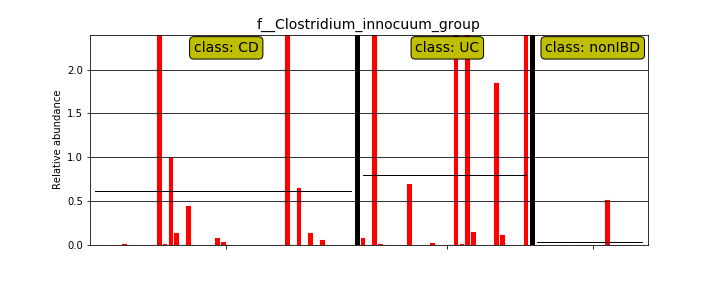 f__Clostridium_innocuum_group
class: CD
class: UC
class: nonIBD
Relative abundance
2.0
1.5
1.0
0.5
0.0